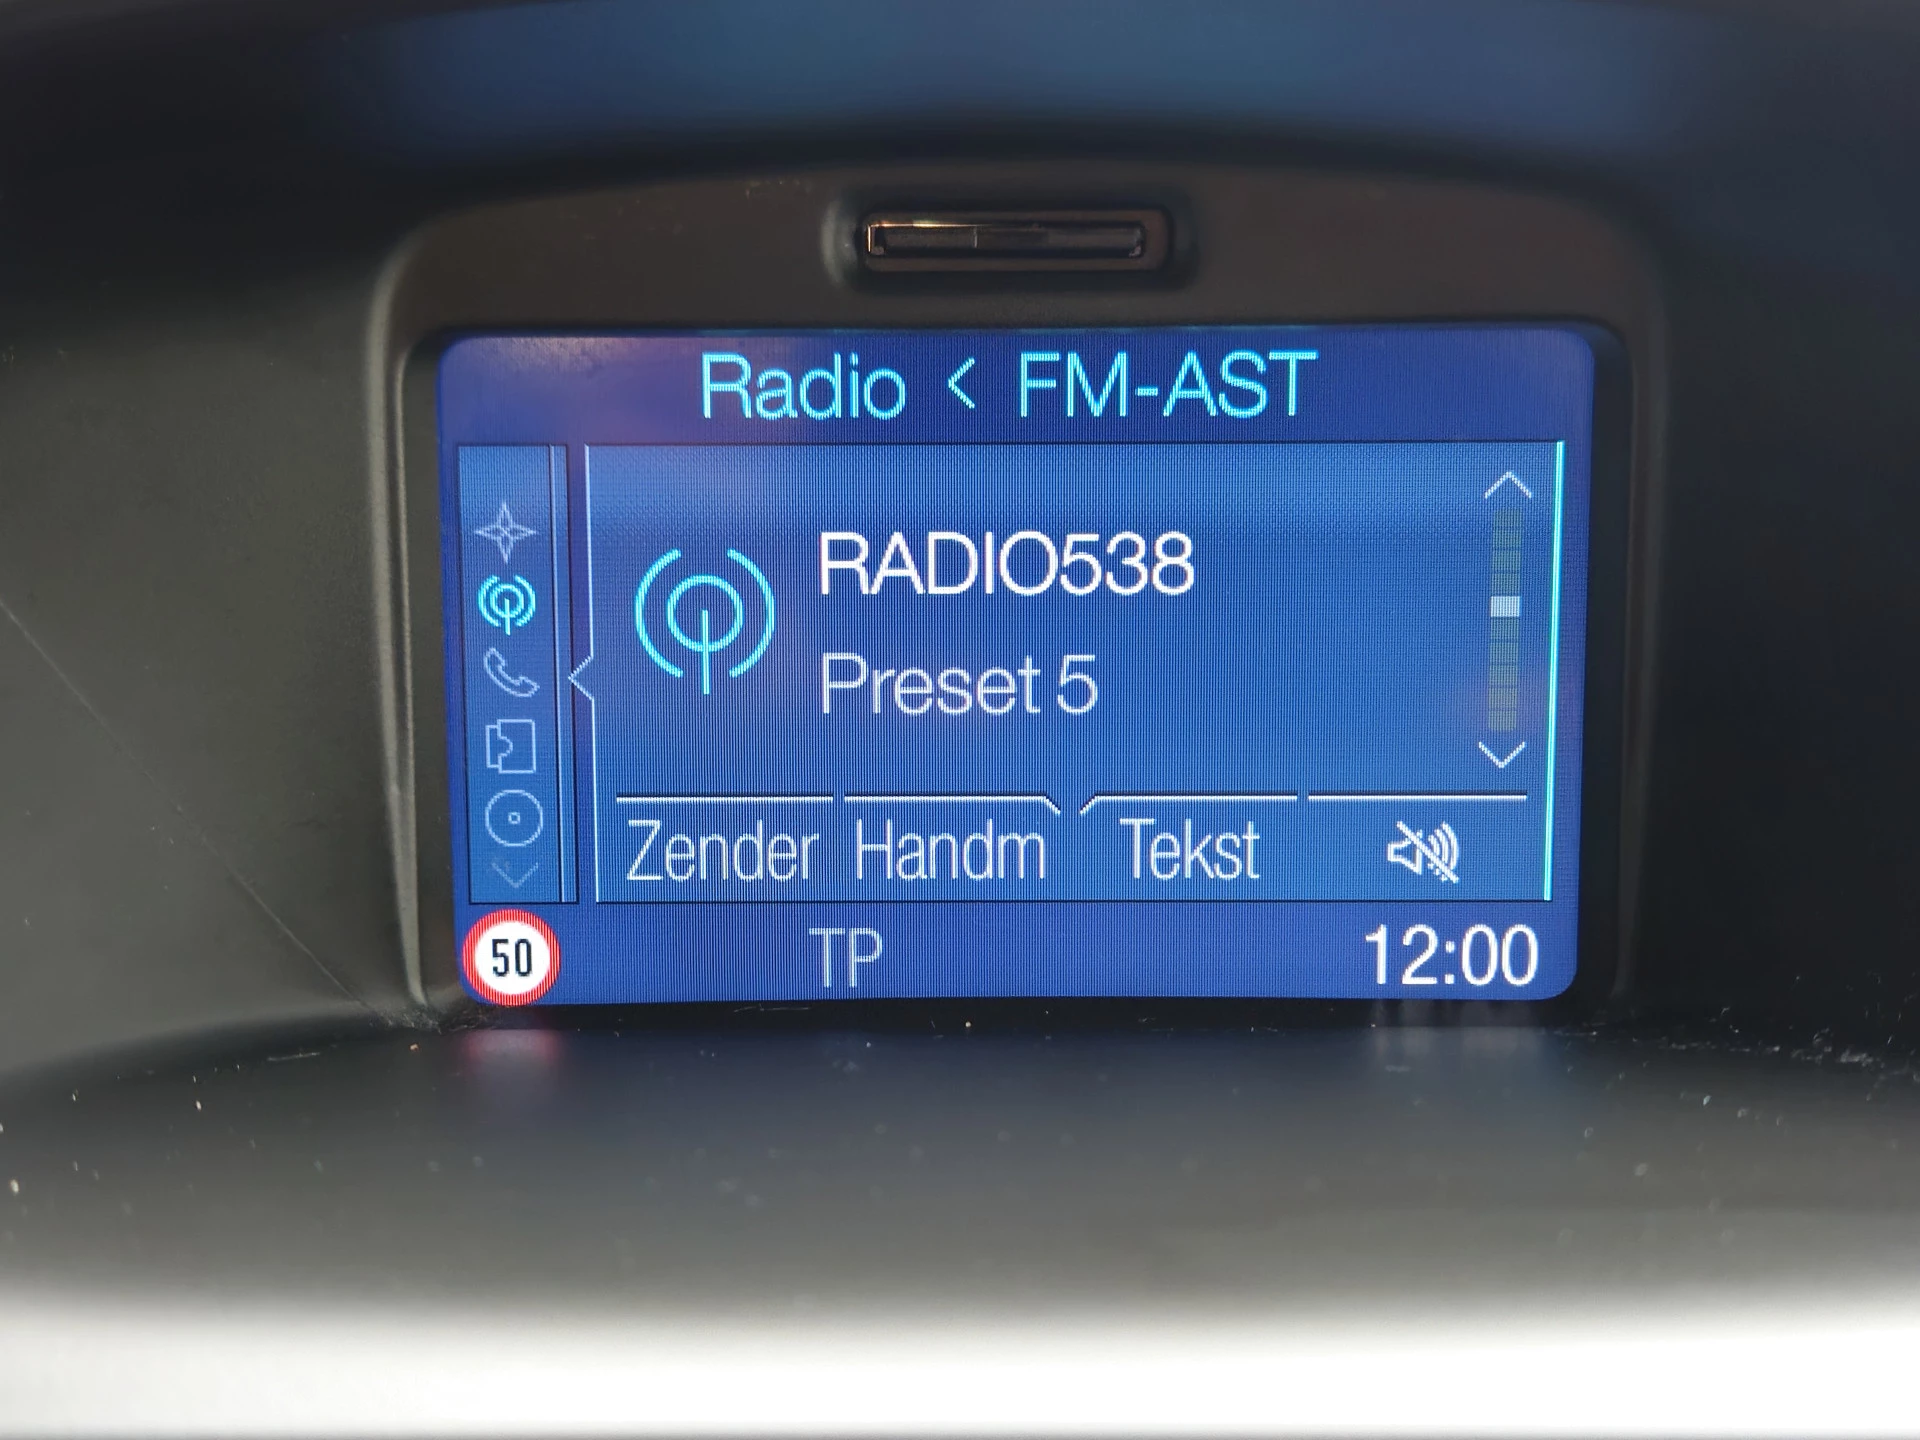 Radio < FM-AST
RADIO538
Preset 5
Zender Handm Tekst
50 TP 12:00